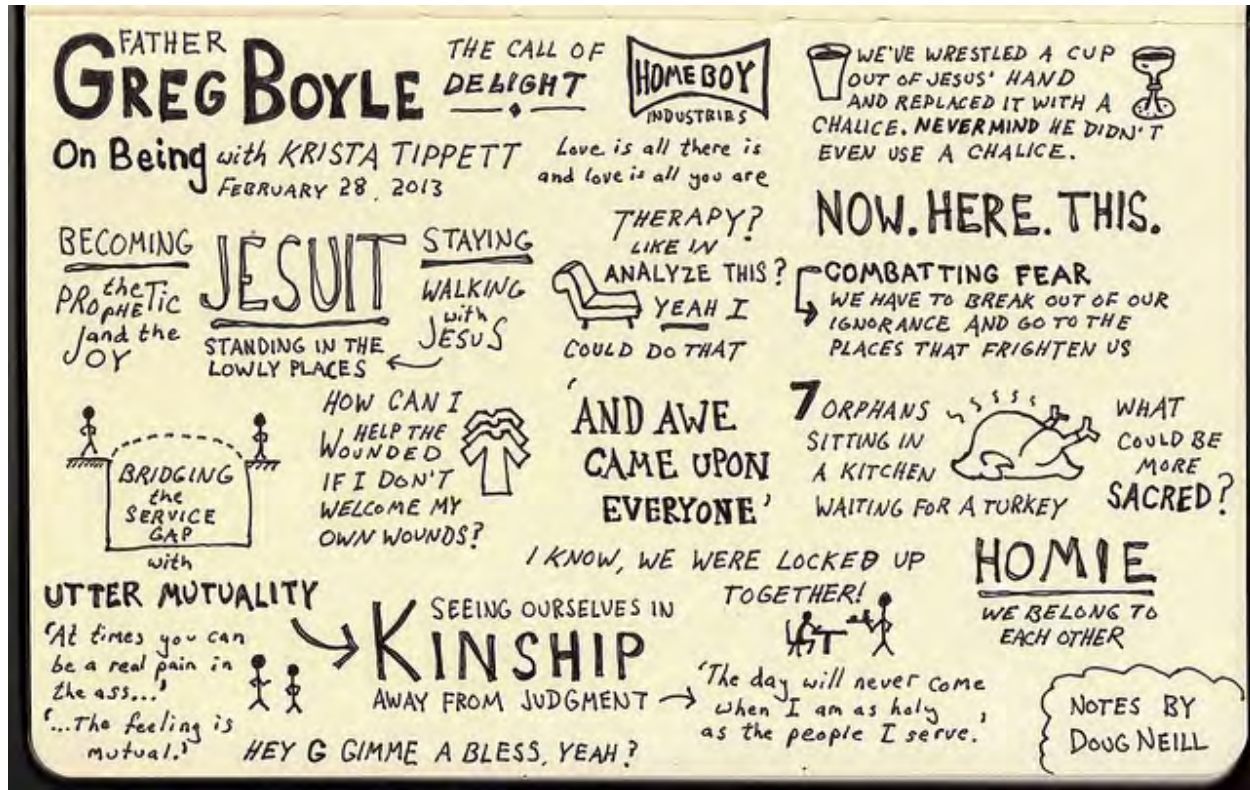 FATHER
GREG BOYLE
On Being with KRISTA TIPPETT
FEBRUARY 28, 2013
THE CALL OF
DELIGHT
HOMEBOY
INDUSTRIES
Love is all there is
and love is all you are
WE'VE WRESTLED A CUP
OUT OF JESUS' HAND
AND REPLACED IT WITH A
CHALICE. NEVERMIND HE DIDN'T
EVEN USE A CHALICE.
BECOMING
the
PROPHETIC
and the
JOY
JESUIT
STANDING IN THE
LOWLY PLACES
STAYING
WALKING
with
JESUS
THERAPY?
LIKE IN
ANALYZE THIS?
YEAH I
COULD DO THAT
NOW. HERE. THIS.
COMBATTING FEAR
WE HAVE TO BREAK OUT OF OUR
IGNORANCE AND GO TO THE
PLACES THAT FRIGHTEN US
BRIDGING
the
SERVICE
GAP
with
UTTER MUTUALITY
HOW CAN I
HELP THE
WOUNDED
IF I DON'T
WELCOME MY
OWN WOUNDS?
'AND AWE
CAME UPON
EVERYONE'
7 ORPHANS
SITTING IN
A KITCHEN
WAITING FOR A TURKEY
WHAT
COULD BE
MORE
SACRED?
'At times you can
be a real pain in
the ass...'
'...The feeling is
mutual.'
SEEING OURSELVES IN
KINSHIP
AWAY FROM JUDGMENT
I KNOW, WE WERE LOCKED UP
TOGETHER!
'The day will never come
when I am as holy
as the people I serve.'
HOMIE
WE BELONG TO
EACH OTHER
HEY G GIMME A BLESS, YEAH?
NOTES BY
DOUG NEILL